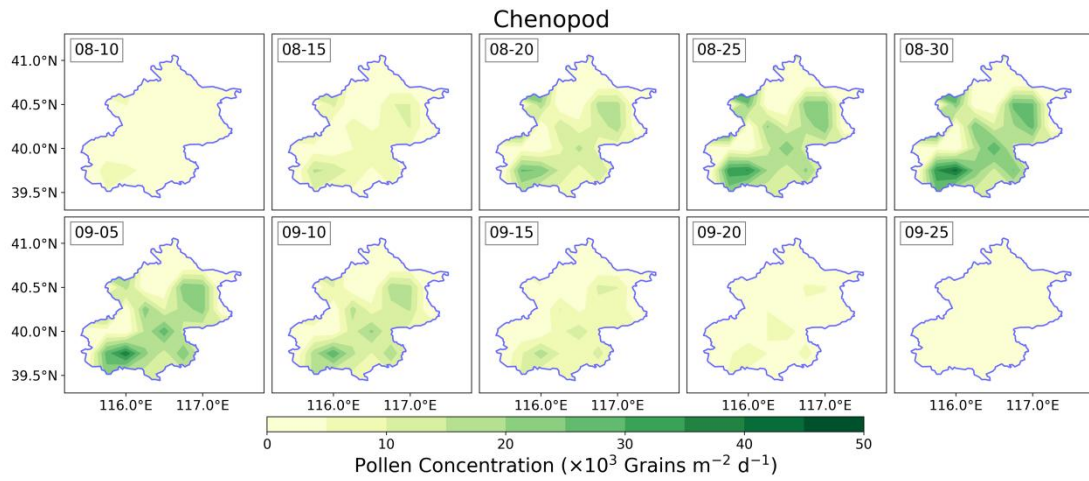 Chenopod
08-10 08-15 08-20 08-25 08-30
41.0°N
40.5°N
40.0°N
39.5°N
09-05 09-10 09-15 09-20 09-25
41.0°N
40.5°N
40.0°N
39.5°N
116.0°E 117.0°E 116.0°E 117.0°E 116.0°E 117.0°E 116.0°E 117.0°E 116.0°E 117.0°E
0 10 20 30 40 50
Pollen Concentration (×10³ Grains m⁻² d⁻¹)